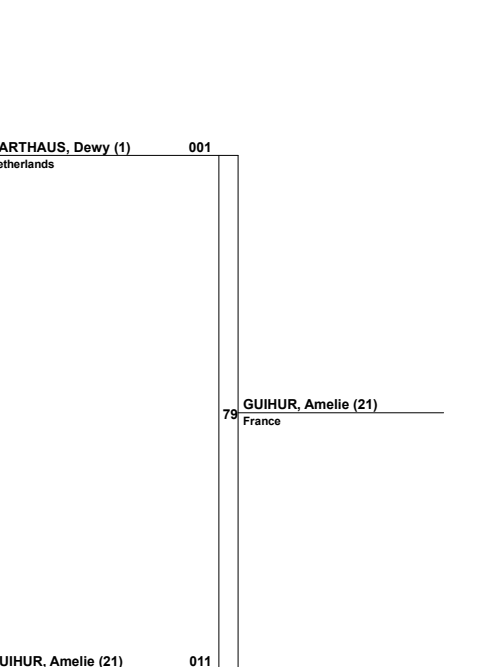 ARTHAUS, Dewy (1) 001
etherlands
GUIHUR, Amelie (21)
79
France
UIHUR, Amelie (21) 011